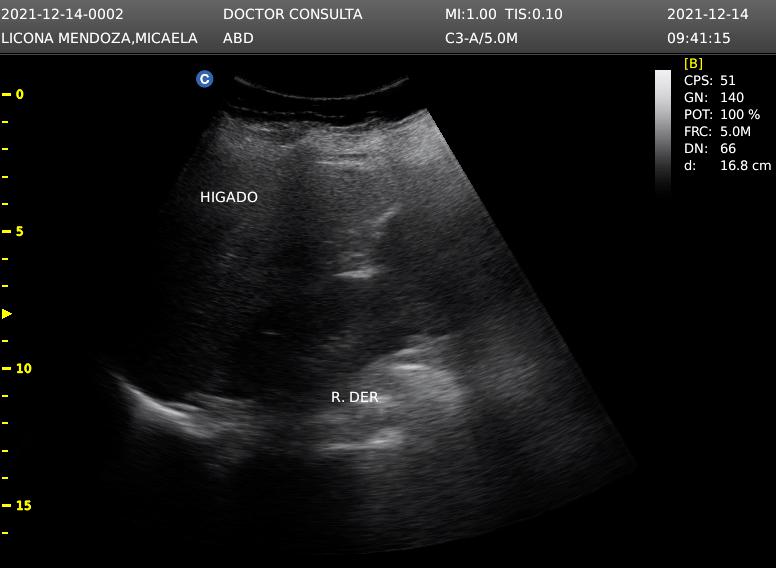 2021-12-14-0002 DOCTOR CONSULTA MI:1.00 TIS:0.10 2021-12-14
LICONA MENDOZA,MICAELA ABD C3-A/5.0M 09:41:15
C
[B]
CPS: 51
GN: 140
POT: 100 %
FRC: 5.0M
DN: 66
d: 16.8 cm
0
HIGADO
5
10
R. DER
15